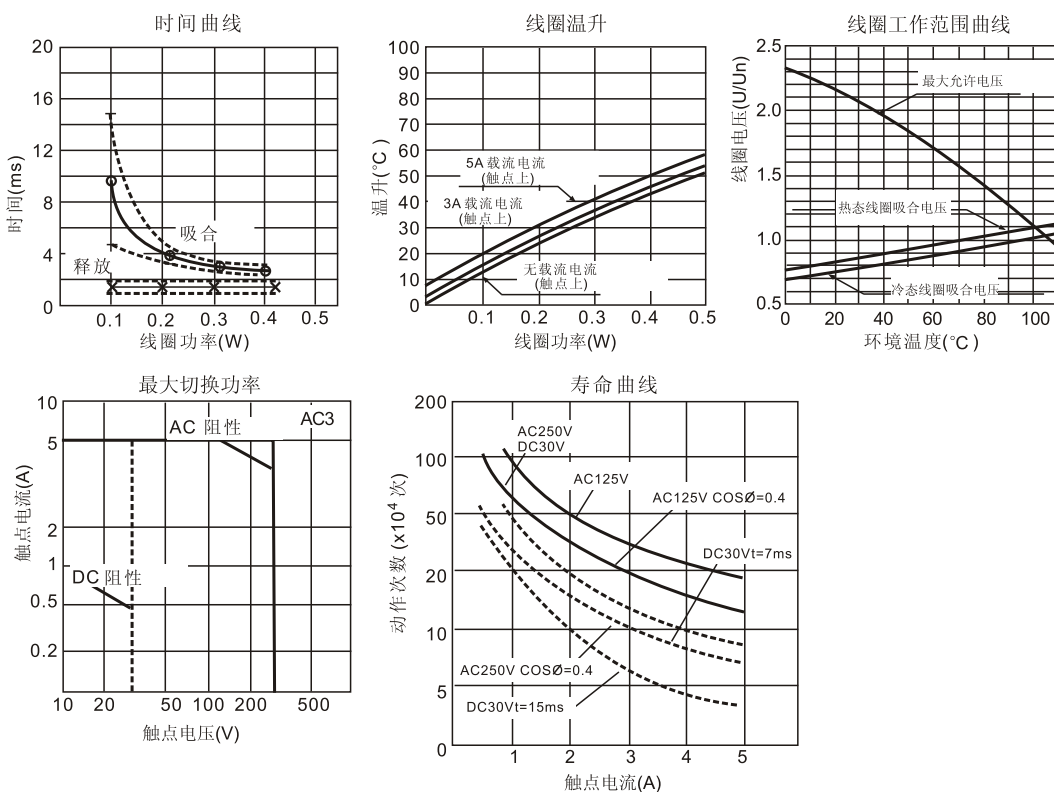 时间曲线
20
16
12
8
4
0
时间(ms)
吸合
释放
0.1 0.2 0.3 0.4 0.5
线圈功率(W)
线圈温升
100
90
80
70
60
50
40
30
20
10
0
温升(°C)
5A载流电流
(触点上)
3A载流电流
(触点上)
无载流电流
(触点上)
0.1 0.2 0.3 0.4 0.5
线圈功率(W)
线圈工作范围曲线
2.5
2.0
1.5
1.0
0.5
线圈电压(U/Un)
最大允许电压
热态线圈吸合电压
冷态线圈吸合电压
0 20 40 60 80 100
环境温度(°C)
最大切换功率
10
5
2
1
0.5
0.2
触点电流(A)
AC 阻性
AC3
DC 阻性
10 20 50 100 200 500
触点电压(V)
寿命曲线
200
100
50
20
10
5
0
动作次数 (x10⁴ 次)
AC250V
DC30V
AC125V
AC125V COSØ=0.4
DC30Vt=7ms
AC250V COSØ=0.4
DC30Vt=15ms
1 2 3 4 5
触点电流(A)